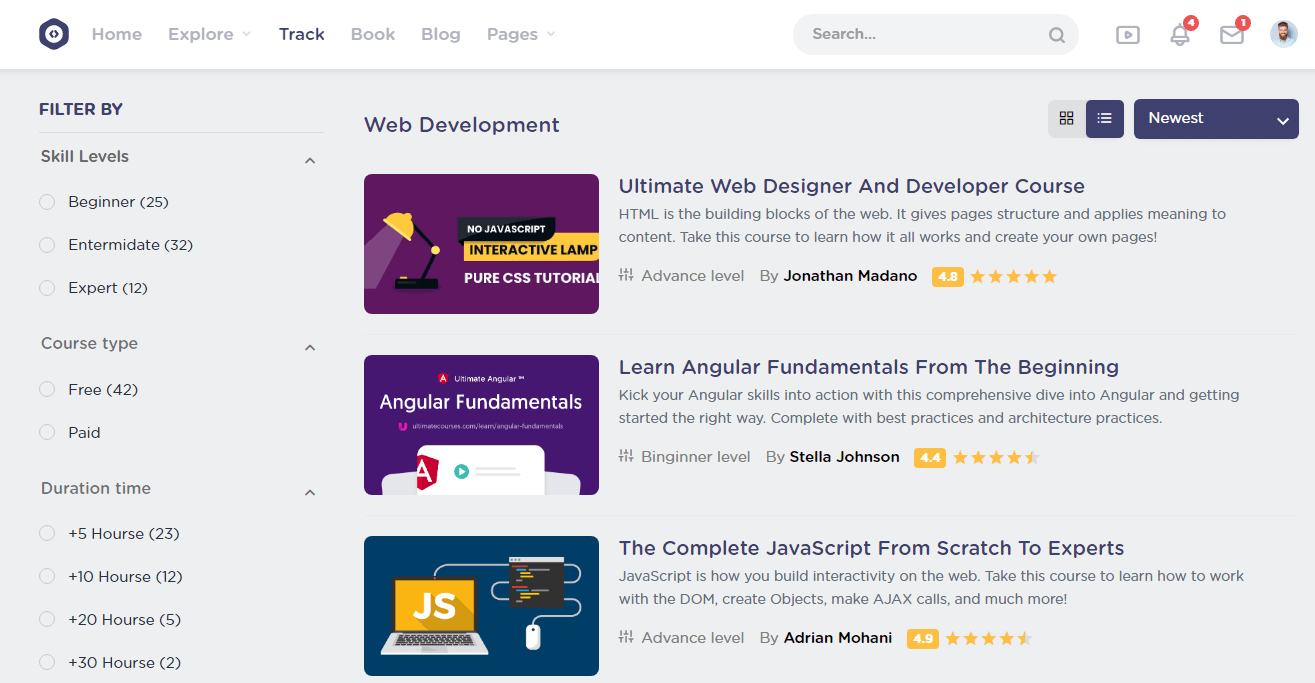 Home Explore Track Book Blog Pages Search... 4 1
FILTER BY
Skill Levels
Beginner (25)
Entermidate (32)
Expert (12)
Course type
Free (42)
Paid
Duration time
+5 Hourse (23)
+10 Hourse (12)
+20 Hourse (5)
+30 Hourse (2)
Web Development
Newest
NO JAVASCRIPT
INTERACTIVE LAMP
PURE CSS TUTORIAL
Ultimate Web Designer And Developer Course
HTML is the building blocks of the web. It gives pages structure and applies meaning to
content. Take this course to learn how it all works and create your own pages!
Advance level By Jonathan Madano 4.8
A Ultimate Angular ™
Angular Fundamentals
ultimatecourses.com/learn/angular-fundamentals
A
Learn Angular Fundamentals From The Beginning
Kick your Angular skills into action with this comprehensive dive into Angular and getting
started the right way. Complete with best practices and architecture practices.
Binginner level By Stella Johnson 4.4
JS
The Complete JavaScript From Scratch To Experts
JavaScript is how you build interactivity on the web. Take this course to learn how to work
with the DOM, create Objects, make AJAX calls, and much more!
Advance level By Adrian Mohani 4.9